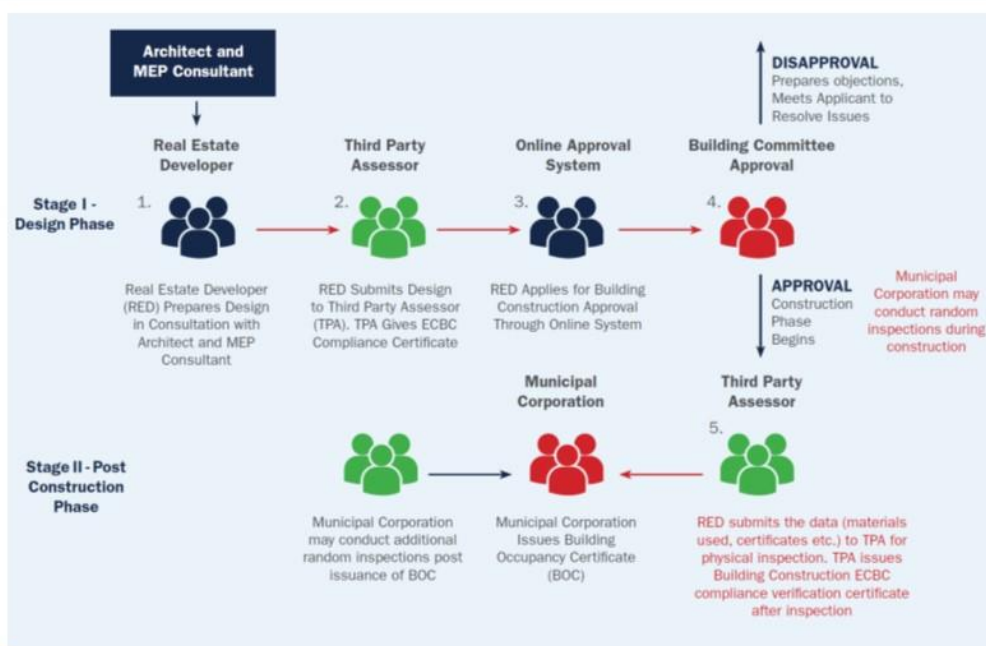 Architect and
MEP Consultant
DISAPPROVAL
Prepares objections,
Meets Applicant to
Resolve Issues
Real Estate
Developer
Third Party
Assessor
Online Approval
System
Building Committee
Approval
Stage I -
Design Phase
1.
2.
3.
4.
Real Estate Developer
(RED) Prepares Design
in Consultation with
Architect and MEP
Consultant
RED Submits Design
to Third Party Assessor
(TPA). TPA Gives ECBC
Compliance Certificate
RED Applies for Building
Construction Approval
Through Online System
APPROVAL
Construction
Phase
Begins
Municipal
Corporation may
conduct random
inspections during
construction
Municipal
Corporation
Third Party
Assessor
5.
Stage II - Post
Construction
Phase
Municipal Corporation
may conduct additional
random inspections post
issuance of BOC
Municipal Corporation
Issues Building
Occupancy Certificate
(BOC)
RED submits the data (materials
used, certificates etc.) to TPA for
physical inspection. TPA issues
Building Construction ECBC
compliance verification certificate
after inspection